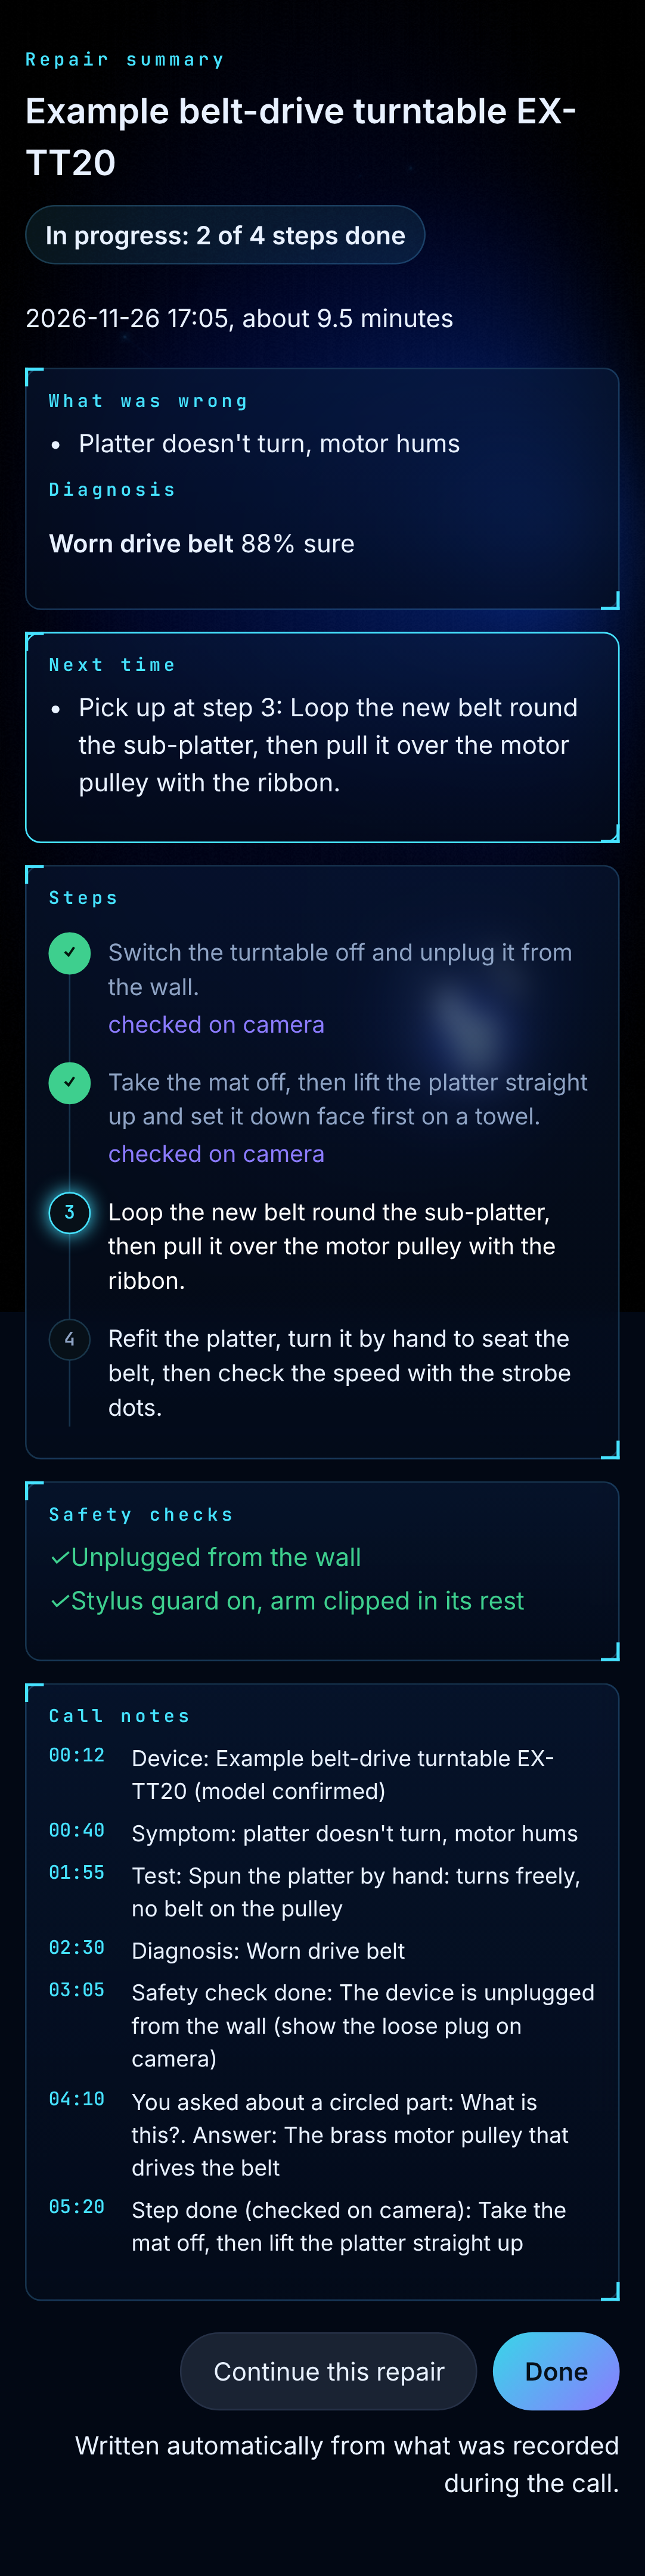 Repair summary
Example belt-drive turntable EX-
TT20
In progress: 2 of 4 steps done
2026-11-26 17:05, about 9.5 minutes
What was wrong
• Platter doesn't turn, motor hums
Diagnosis
Worn drive belt 88% sure
Next time
• Pick up at step 3: Loop the new belt round
the sub-platter, then pull it over the motor
pulley with the ribbon.
Steps
✓ Switch the turntable off and unplug it from
the wall.
checked on camera
✓ Take the mat off, then lift the platter straight
up and set it down face first on a towel.
checked on camera
3 Loop the new belt round the sub-platter,
then pull it over the motor pulley with the
ribbon.
4 Refit the platter, turn it by hand to seat the
belt, then check the speed with the strobe
dots.
Safety checks
✓Unplugged from the wall
✓Stylus guard on, arm clipped in its rest
Call notes
00:12 Device: Example belt-drive turntable EX-
TT20 (model confirmed)
00:40 Symptom: platter doesn't turn, motor hums
01:55 Test: Spun the platter by hand: turns freely,
no belt on the pulley
02:30 Diagnosis: Worn drive belt
03:05 Safety check done: The device is unplugged
from the wall (show the loose plug on
camera)
04:10 You asked about a circled part: What is
this?. Answer: The brass motor pulley that
drives the belt
05:20 Step done (checked on camera): Take the
mat off, then lift the platter straight up
Continue this repair
Done
Written automatically from what was recorded
during the call.